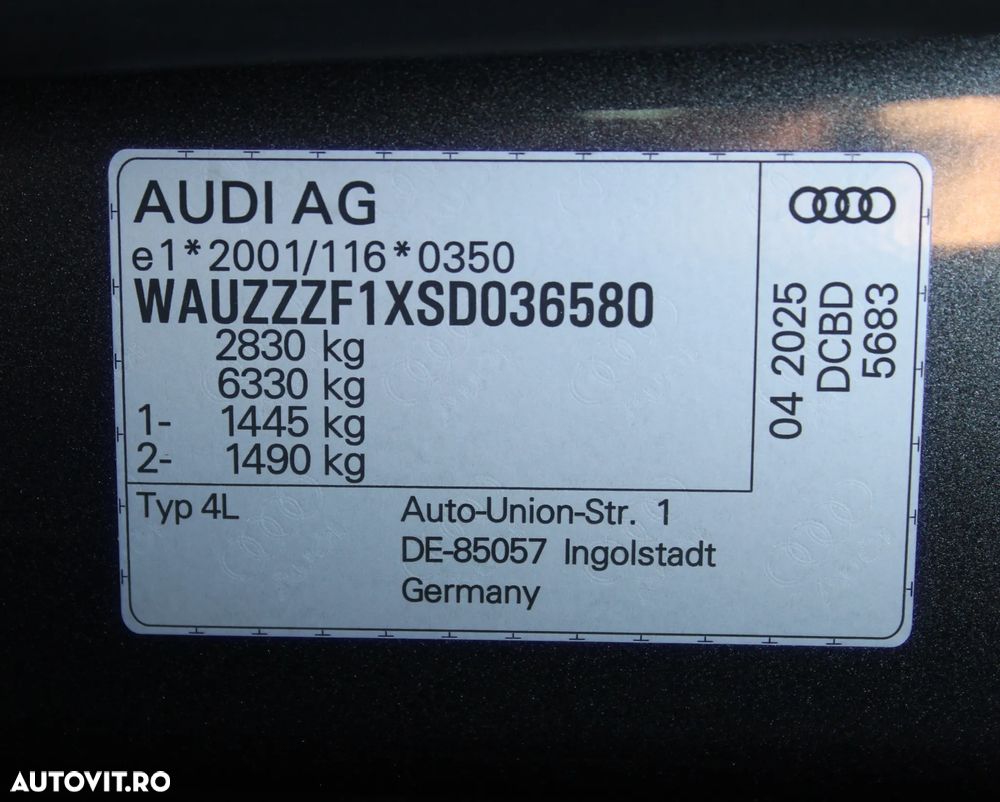 AUDI AG
e1*2001/116*0350
WAUZZZF1XSD036580
2830 kg
6330 kg
1- 1445 kg
2- 1490 kg
Typ 4L
Auto-Union-Str. 1
DE-85057 Ingolstadt
Germany
04 2025
DCBD
5683
AUTOVIT.RO